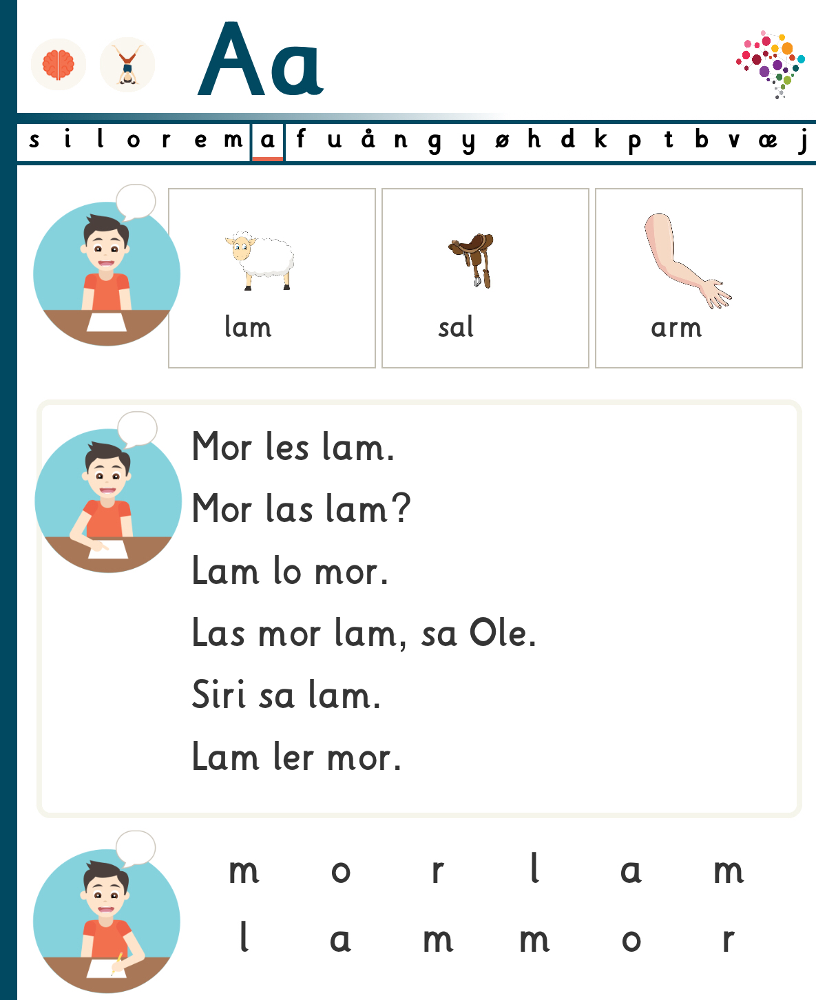 Aa
s i l o r e m a f u å n g y ø h d k p t b v æ j
lam sal arm
Mor les lam.
Mor las lam?
Lam lo mor.
Las mor lam, sa Ole.
Siri sa lam.
Lam ler mor.
m o r l a m
l a m m o r